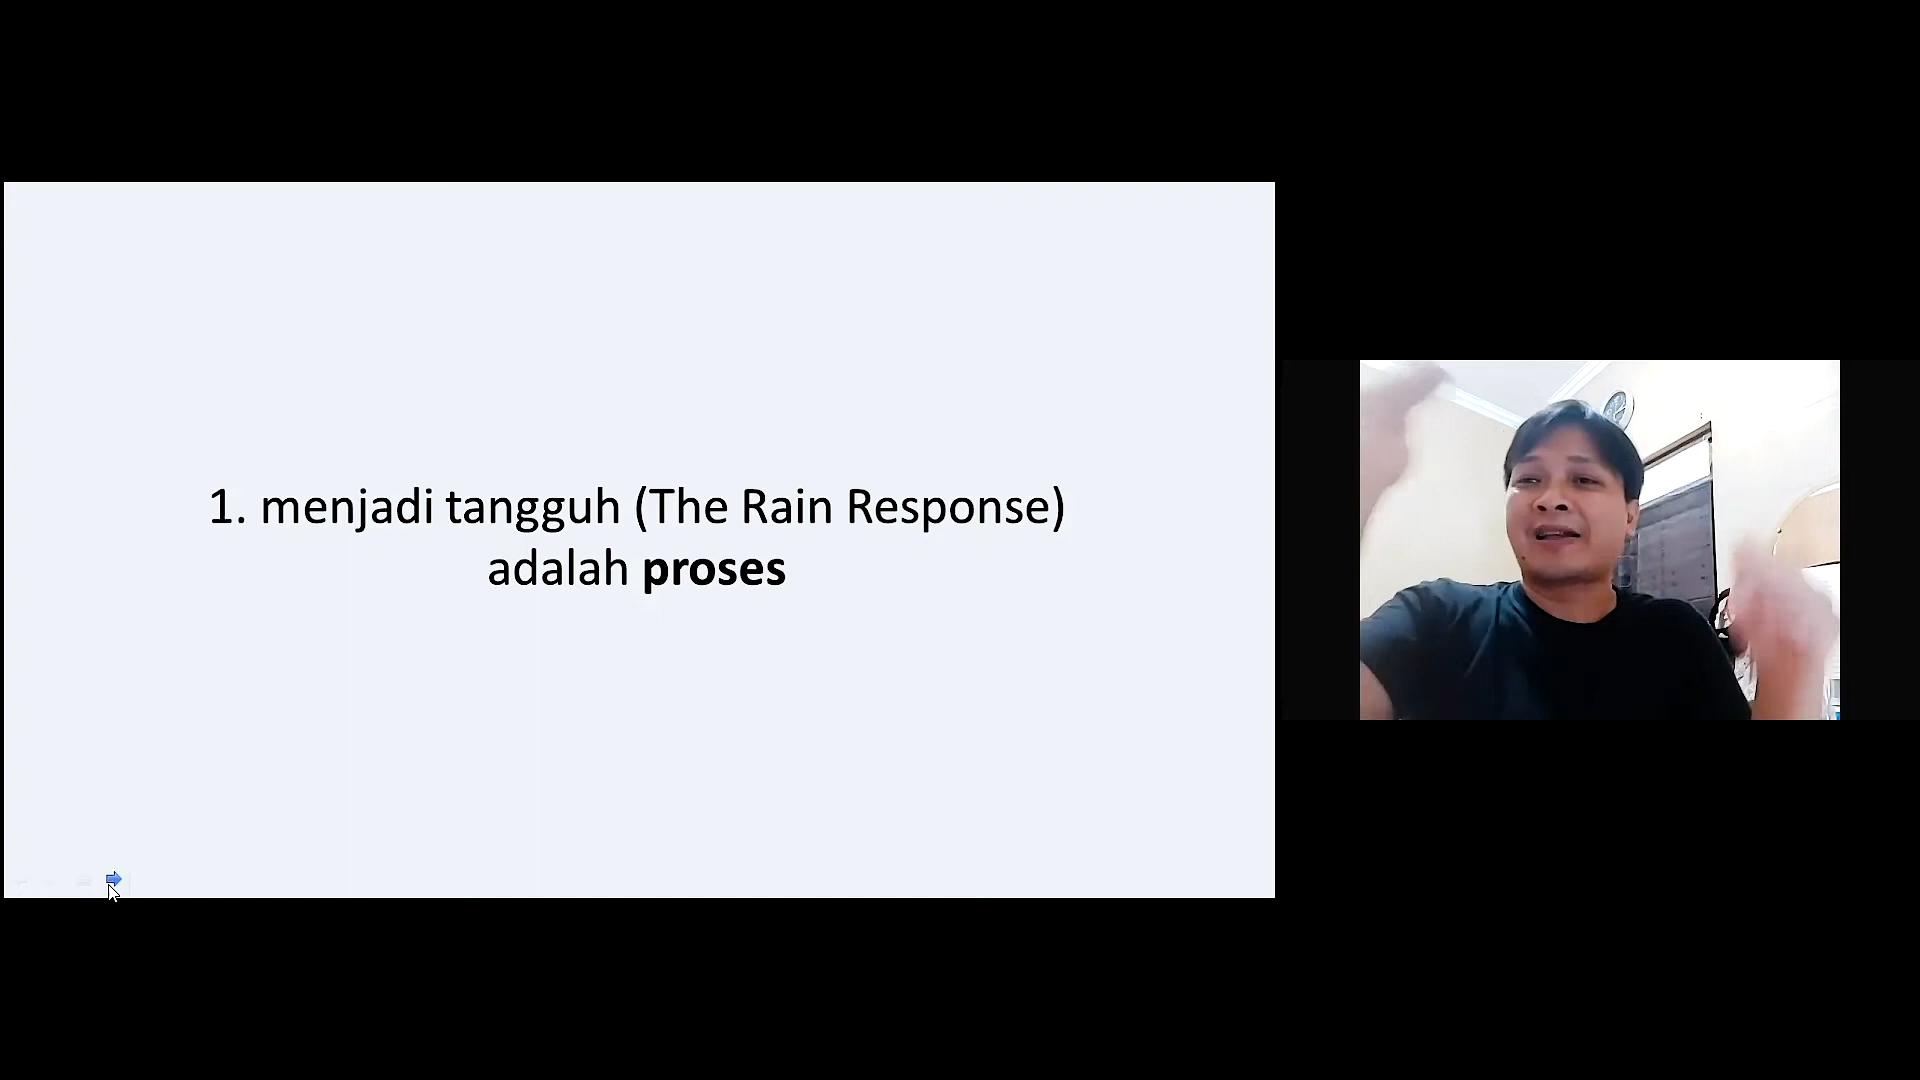 1. menjadi tangguh (The Rain Response)
adalah proses